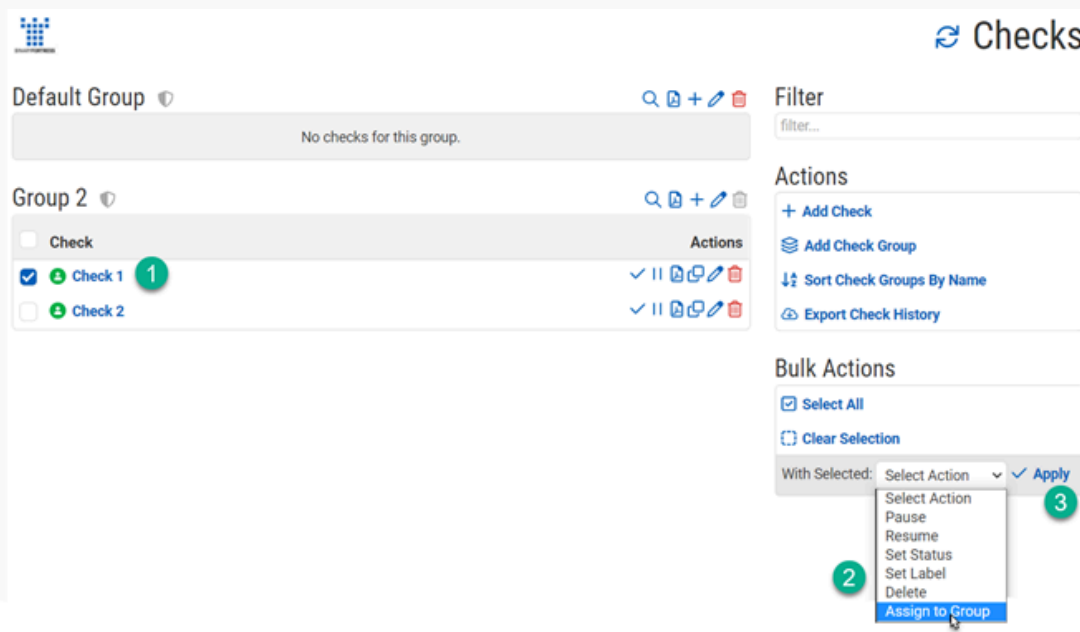 Checks
Default Group
No checks for this group.
Group 2
Check Actions
Check 1 1
Check 2
Filter
filter...
Actions
Add Check
Add Check Group
Sort Check Groups By Name
Export Check History
Bulk Actions
Select All
Clear Selection
With Selected: Select Action Apply
3
Select Action
Pause
Resume
Set Status
Set Label
2
Delete
Assign to Group